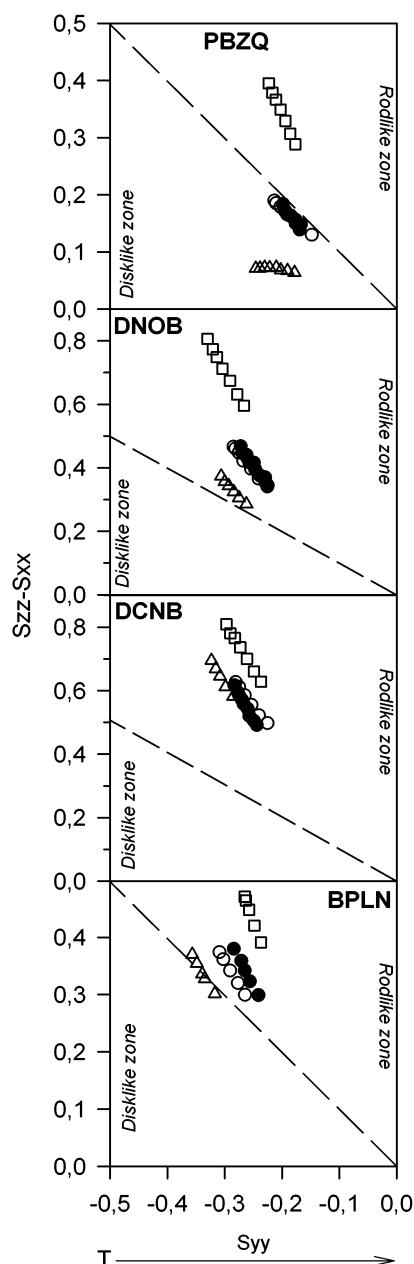 0,5
PBZQ
0,4
Rodlike zone
0,3
0,2
Disklike zone
0,1
0,0
DNOB
0,8
0,6
Rodlike zone
0,4
Disklike zone
0,2
0,0
Szz-Sxx
DCNB
0,8
0,6
Rodlike zone
0,4
Disklike zone
0,2
0,0
BPLN
0,4
Rodlike zone
0,3
0,2
Disklike zone
0,1
0,0
-0,5 -0,4 -0,3 -0,2 -0,1 0,0
Syy
T